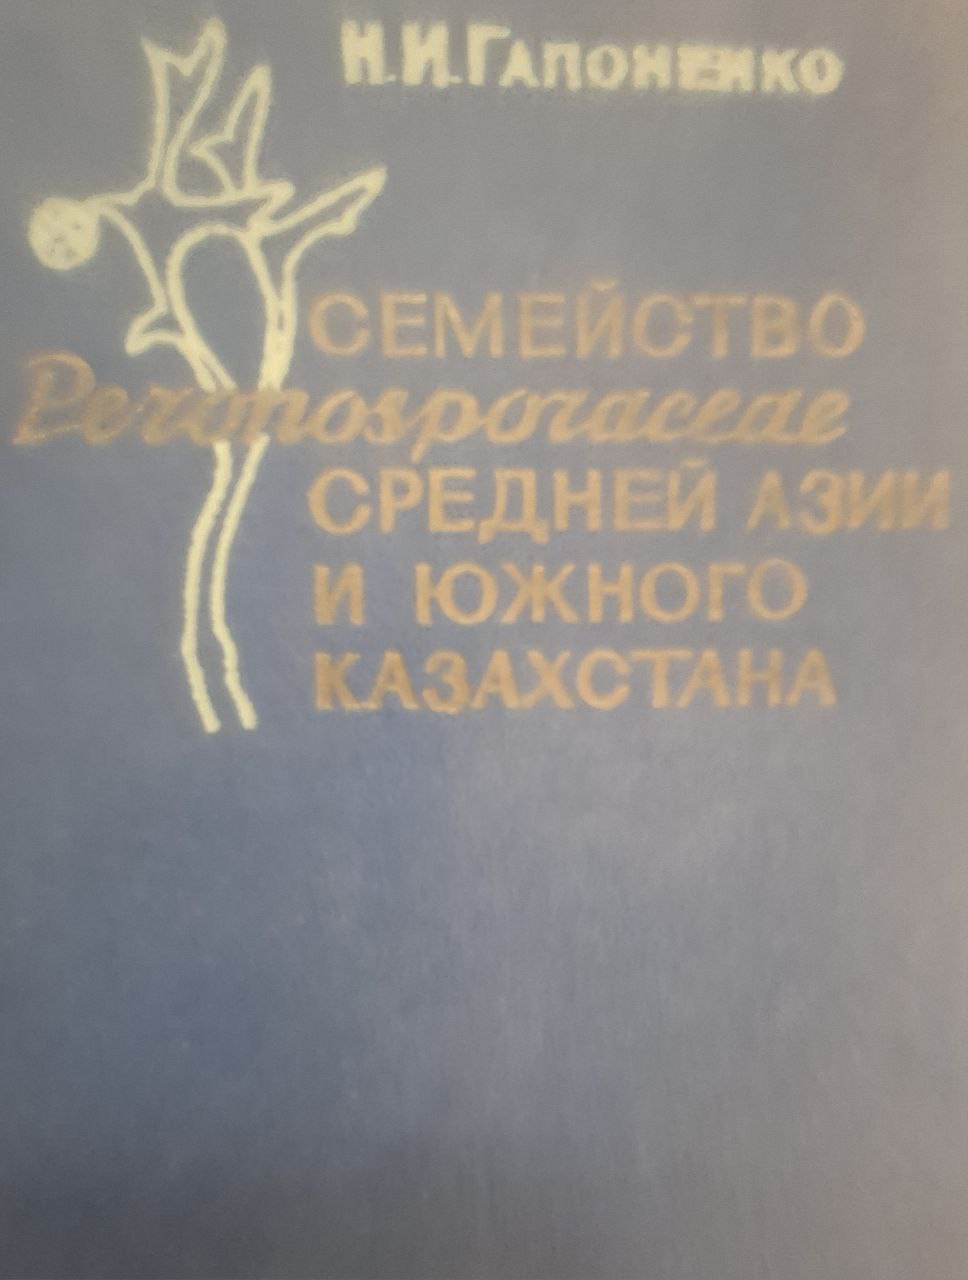 Н.И.Гапоненко
СЕМЕЙСТВО
Peronosporaceae
СРЕДНЕЙ АЗИИ
И ЮЖНОГО
КАЗАХСТАНА